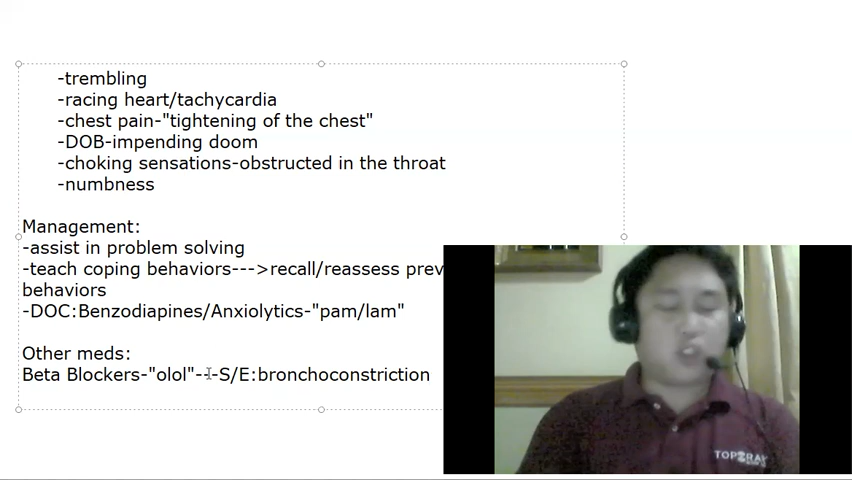 -trembling
-racing heart/tachycardia
-chest pain-"tightening of the chest"
-DOB-impending doom
-choking sensations-obstructed in the throat
-numbness
Management:
-assist in problem solving
-teach coping behaviors--->recall/reassess prev
behaviors
-DOC:Benzodiapines/Anxiolytics-"pam/lam"
Other meds:
Beta Blockers-"olol"---S/E:bronchoconstriction